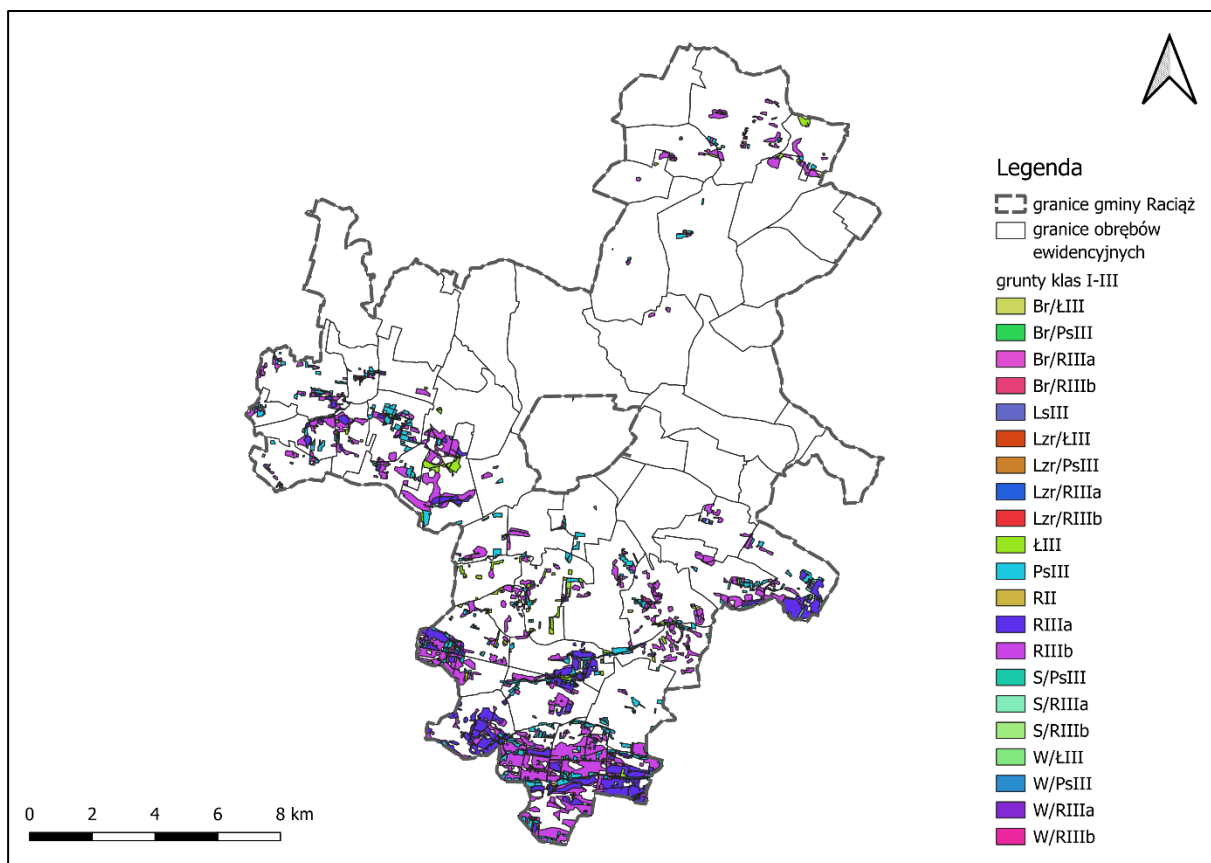 Legenda
granice gminy Raciąż
granice obrębów
ewidencyjnych
grunty klas I-III
Br/ŁIII
Br/PsIII
Br/RIIIa
Br/RIIIb
LsIII
Lzr/ŁIII
Lzr/PsIII
Lzr/RIIIa
Lzr/RIIIb
ŁIII
PsIII
RII
RIIIa
RIIIb
S/PsIII
S/RIIIa
S/RIIIb
W/ŁIII
W/PsIII
W/RIIIa
W/RIIIb
0 2 4 6 8 km